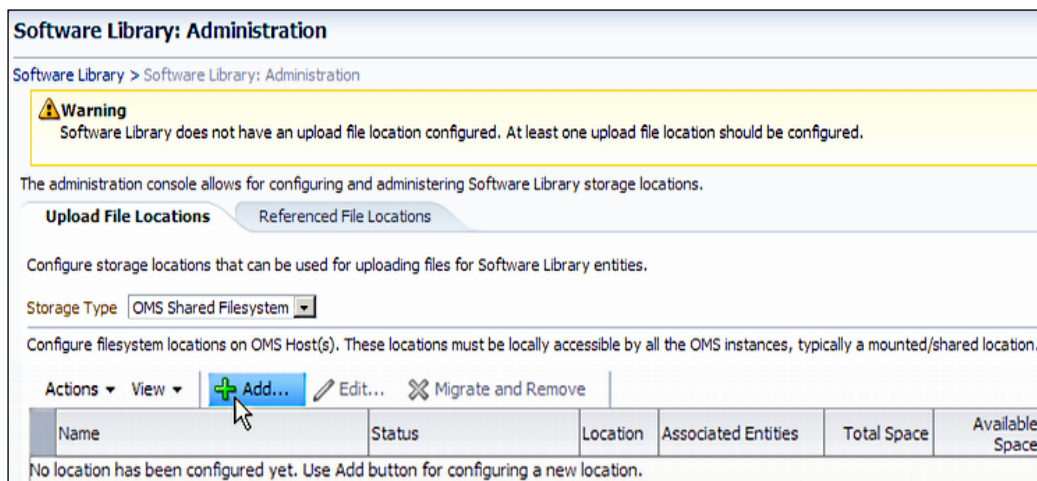 Software Library: Administration
Software Library > Software Library: Administration
Warning
Software Library does not have an upload file location configured. At least one upload file location should be configured.
The administration console allows for configuring and administering Software Library storage locations.
Upload File Locations Referenced File Locations
Configure storage locations that can be used for uploading files for Software Library entities.
Storage Type OMS Shared Filesystem
Configure filesystem locations on OMS Host(s). These locations must be locally accessible by all the OMS instances, typically a mounted/shared location.
Actions View Add... Edit... Migrate and Remove
Name Status Location Associated Entities Total Space Available Space
No location has been configured yet. Use Add button for configuring a new location.